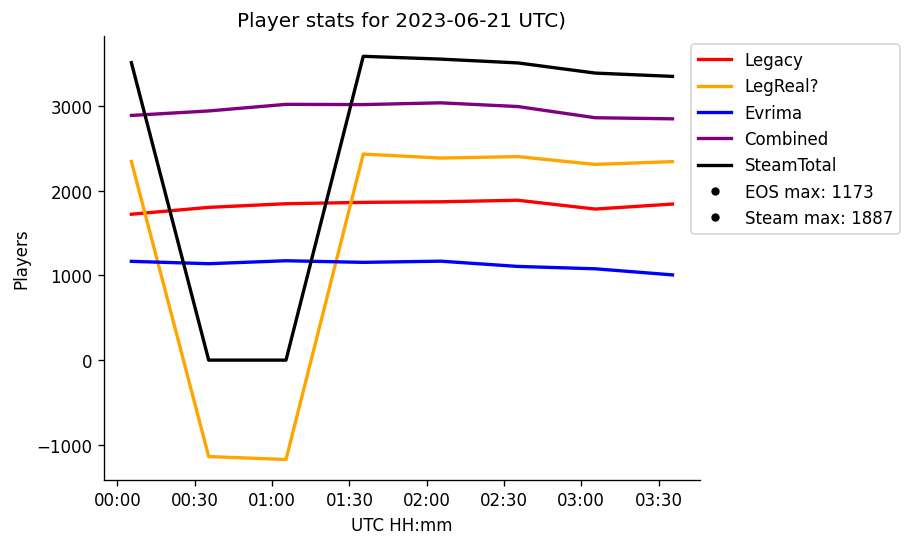 Player stats for 2023-06-21 UTC)
Legacy
LegReal?
Evrima
Combined
SteamTotal
EOS max: 1173
Steam max: 1887
Players
3000
2000
1000
0
−1000
00:00 00:30 01:00 01:30 02:00 02:30 03:00 03:30
UTC HH:mm